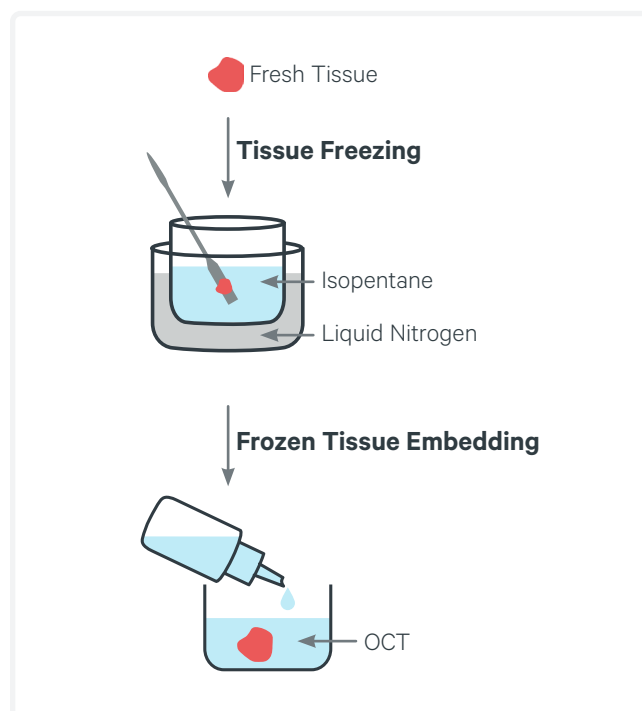 Fresh Tissue
Tissue Freezing
Isopentane
Liquid Nitrogen
Frozen Tissue Embedding
OCT